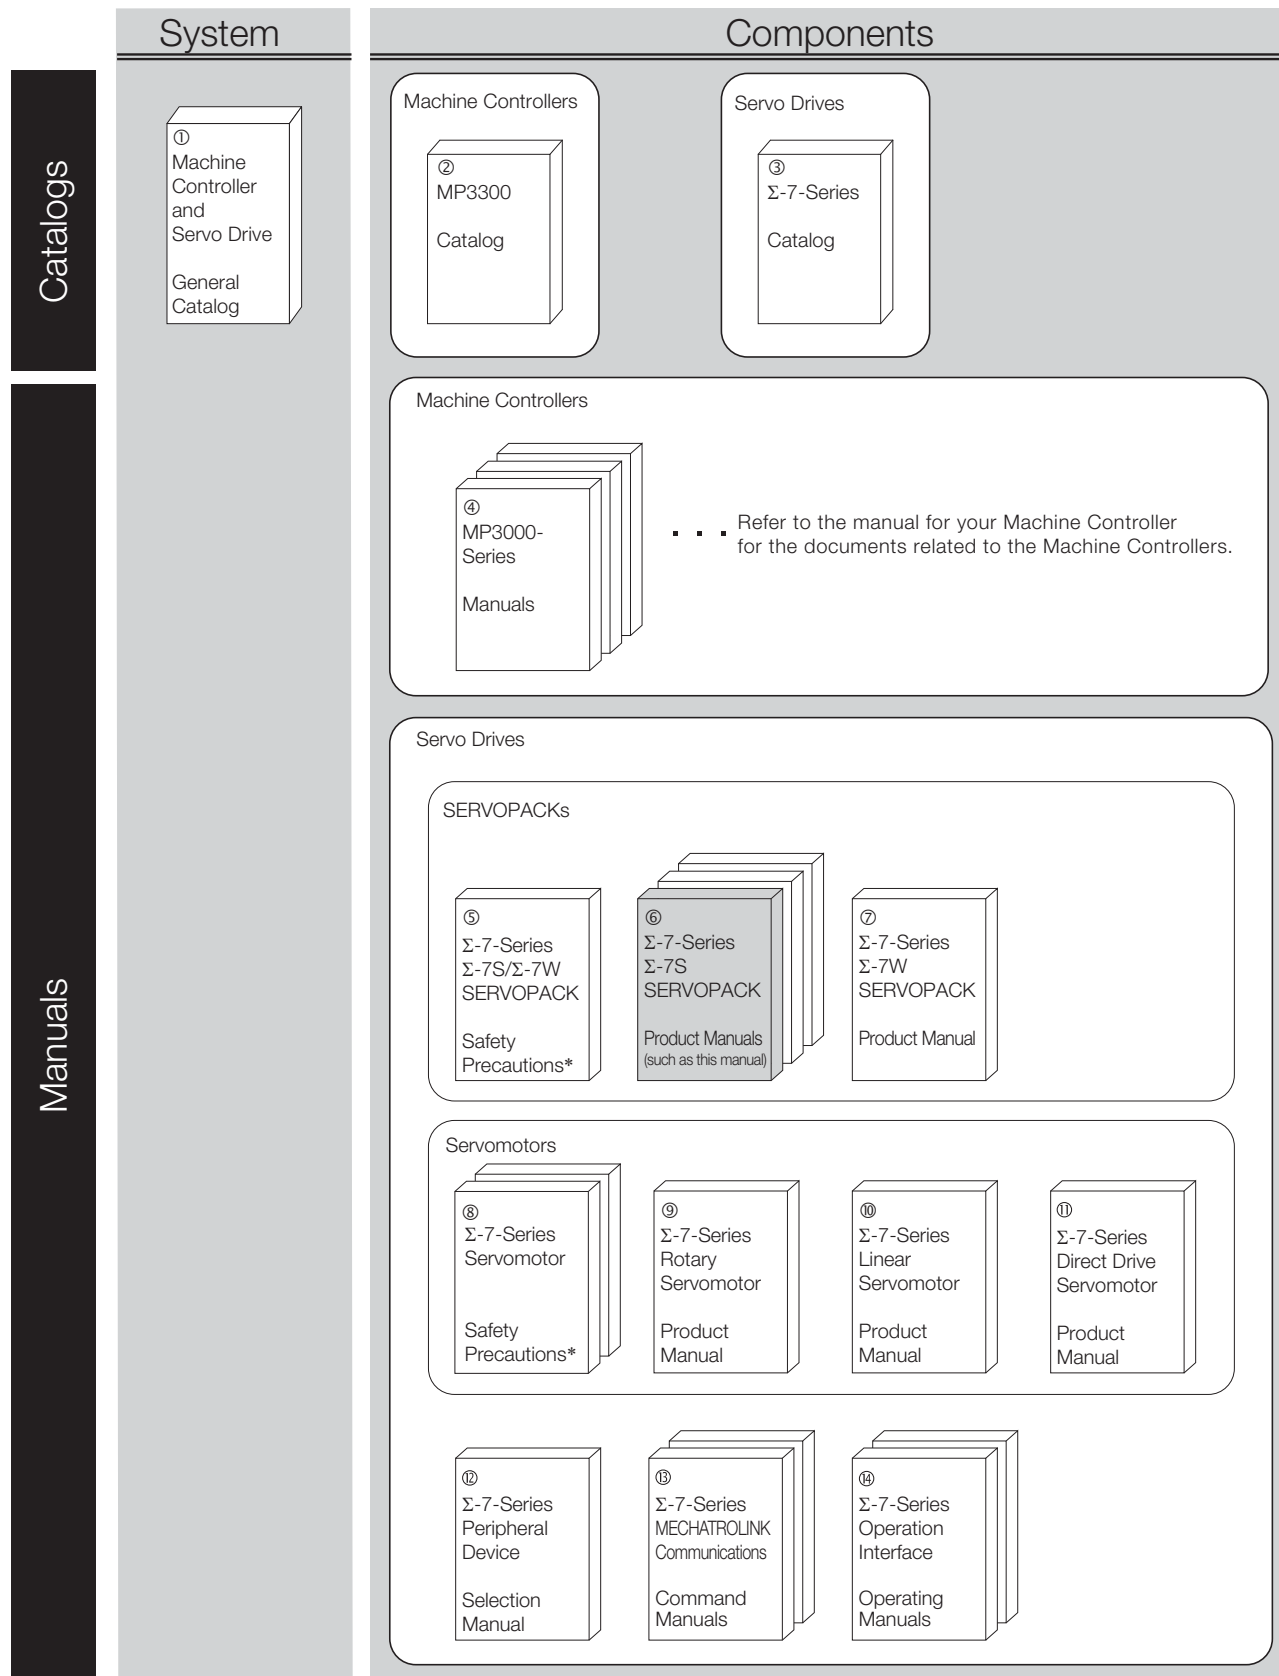 System
Components
Catalogs
①
Machine
Controller
and
Servo Drive
General
Catalog
Machine Controllers
②
MP3300
Catalog
Servo Drives
③
Σ-7-Series
Catalog
Manuals
Machine Controllers
④
MP3000-
Series
Manuals
Refer to the manual for your Machine Controller
for the documents related to the Machine Controllers.
Servo Drives
SERVOPACKs
⑤
Σ-7-Series
Σ-7S/Σ-7W
SERVOPACK
Safety
Precautions*
⑥
Σ-7-Series
Σ-7S
SERVOPACK
Product Manuals
(such as this manual)
⑦
Σ-7-Series
Σ-7W
SERVOPACK
Product Manual
Servomotors
⑧
Σ-7-Series
Servomotor
Safety
Precautions*
⑨
Σ-7-Series
Rotary
Servomotor
Product
Manual
⑩
Σ-7-Series
Linear
Servomotor
Product
Manual
⑪
Σ-7-Series
Direct Drive
Servomotor
Product
Manual
⑫
Σ-7-Series
Peripheral
Device
Selection
Manual
⑬
Σ-7-Series
MECHATROLINK
Communications
Command
Manuals
⑭
Σ-7-Series
Operation
Interface
Operating
Manuals